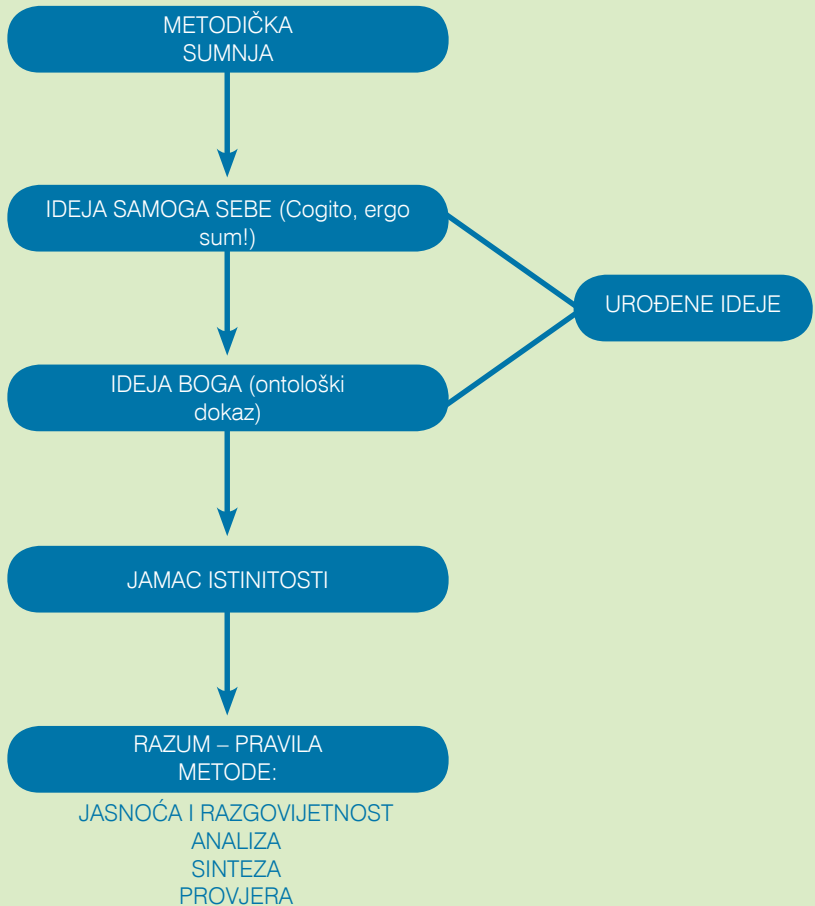 METODIČKA
SUMNJA
IDEJA SAMOGA SEBE (Cogito, ergo
sum!)
UROĐENE IDEJE
IDEJA BOGA (ontološki
dokaz)
JAMAC ISTINITOSTI
RAZUM – PRAVILA
METODE:
JASNOĆA I RAZGOVIJETNOST
ANALIZA
SINTEZA
PROVJERA